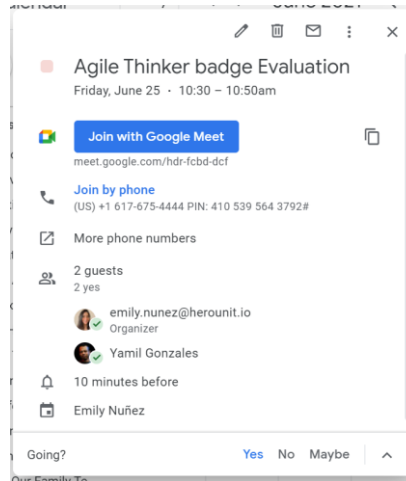 Agile Thinker badge Evaluation
Friday, June 25 · 10:30 – 10:50am
Join with Google Meet
meet.google.com/hdr-fcbd-dcf
Join by phone
(US) +1 617-675-4444 PIN: 410 539 564 3792#
More phone numbers
2 guests
2 yes
emily.nunez@herounit.io
Organizer
Yamil Gonzales
10 minutes before
Emily Nuñez
Going?
Yes No Maybe
Our Family To